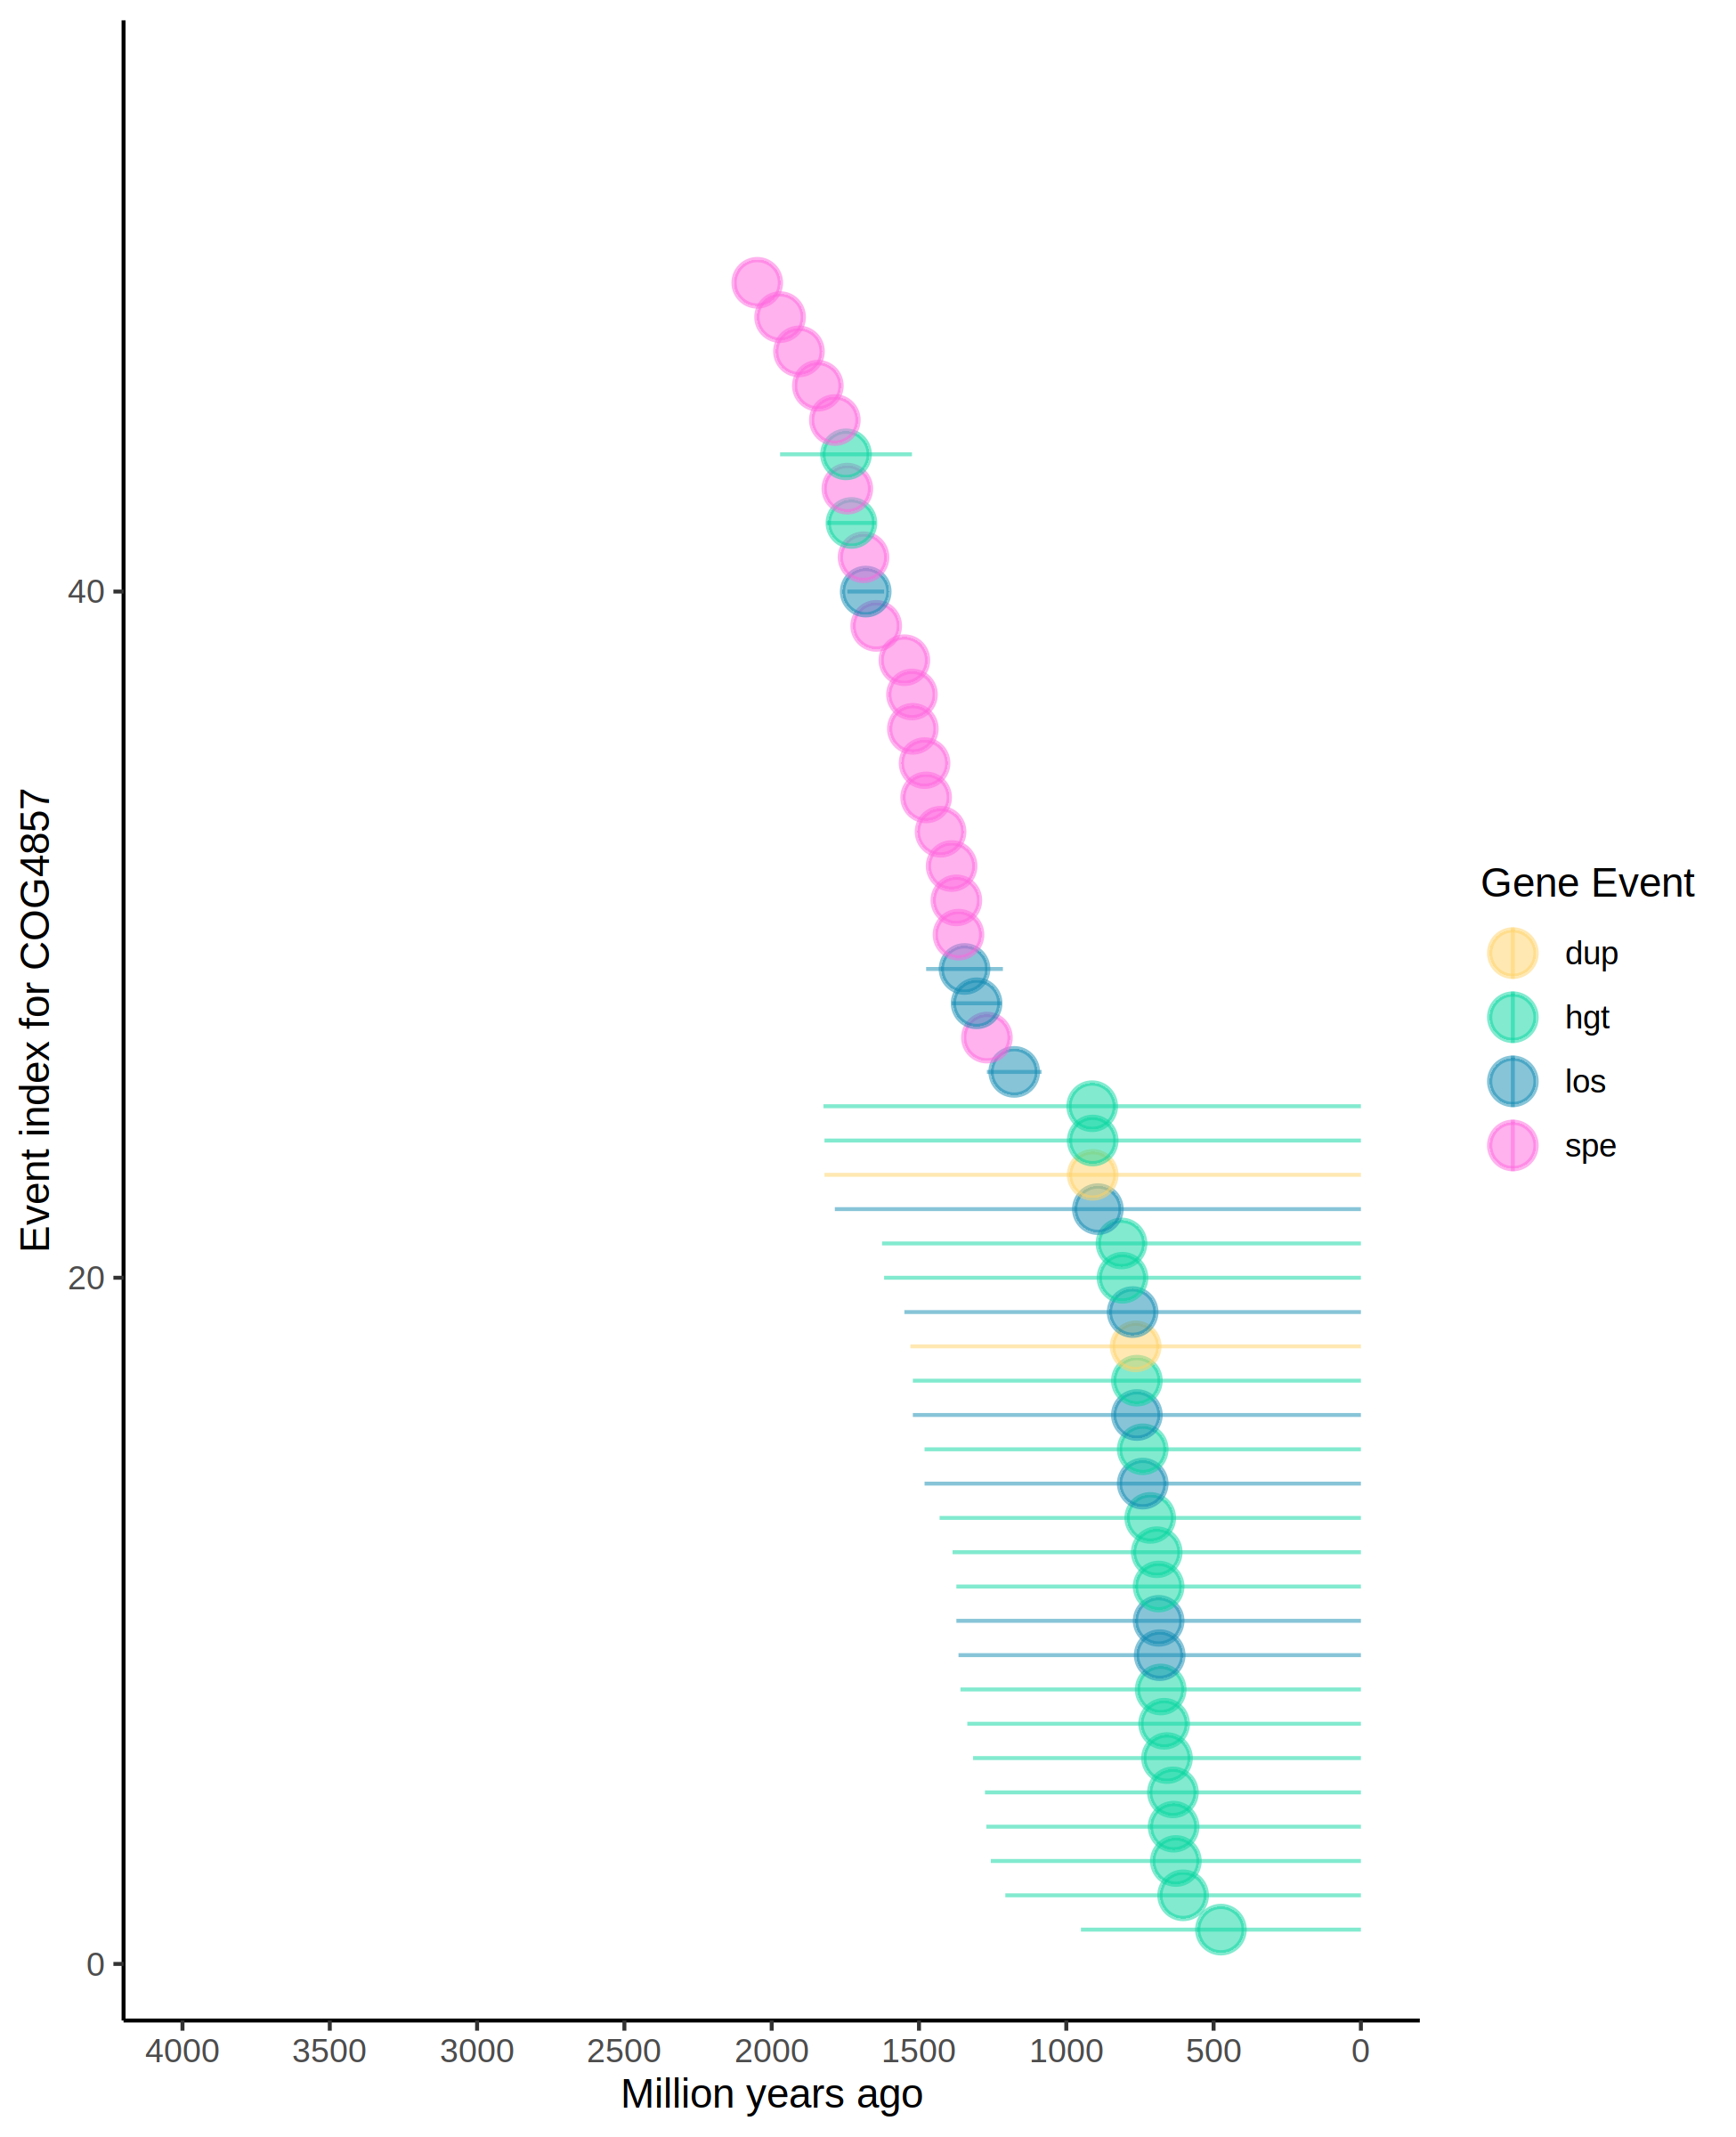 Event index for COG4857
40
20
0
4000 3500 3000 2500 2000 1500 1000 500 0
Million years ago
Gene Event
dup
hgt
los
spe